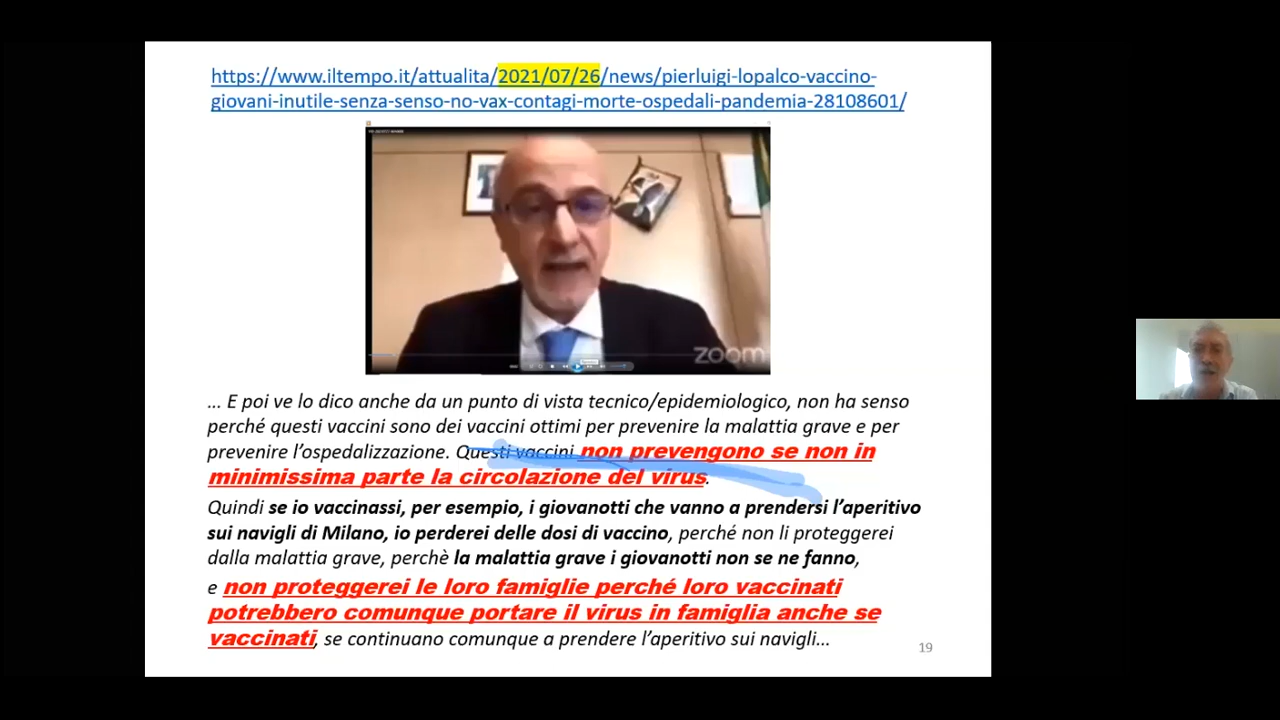 https://www.iltempo.it/attualita/2021/07/26/news/pierluigi-lopalco-vaccino-
giovani-inutile-senza-senso-no-vax-contagi-morte-ospedali-pandemia-28108601/
zoom
... E poi ve lo dico anche da un punto di vista tecnico/epidemiologico, non ha senso
perché questi vaccini sono dei vaccini ottimi per prevenire la malattia grave e per
prevenire l’ospedalizzazione. Questi vaccini non prevengono se non in
minimissima parte la circolazione del virus.
Quindi se io vaccinassi, per esempio, i giovanotti che vanno a prendersi l’aperitivo
sui navigli di Milano, io perderei delle dosi di vaccino, perché non li proteggerei
dalla malattia grave, perchè la malattia grave i giovanotti non se ne fanno,
e non proteggerei le loro famiglie perché loro vaccinati
potrebbero comunque portare il virus in famiglia anche se
vaccinati, se continuano comunque a prendere l’aperitivo sui navigli...
19